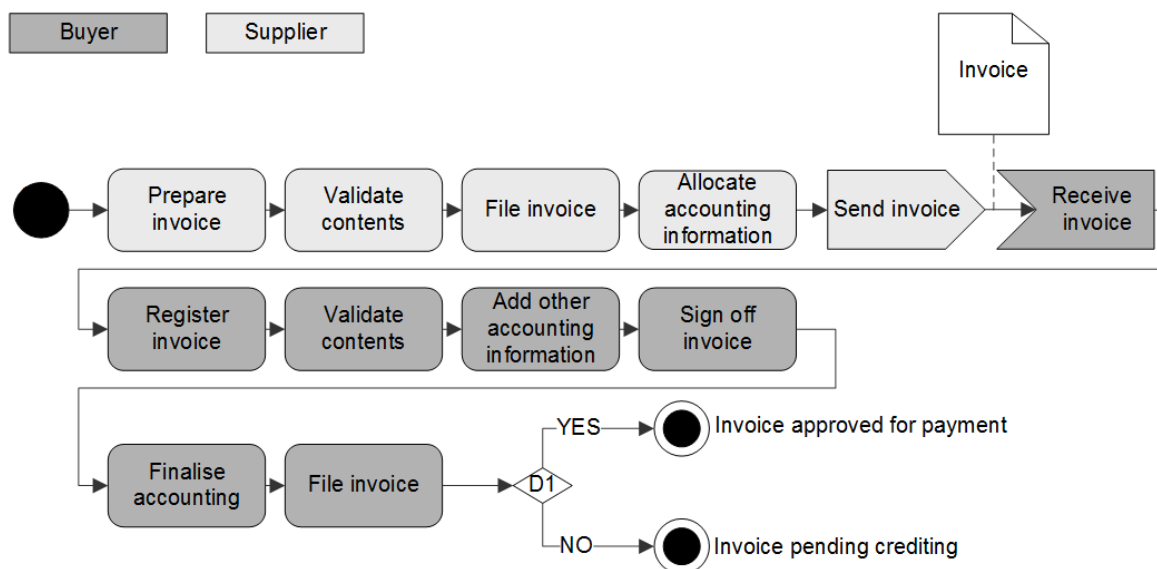 Buyer
Supplier
Invoice
Prepare
invoice
Validate
contents
File invoice
Allocate
accounting
information
Send invoice
Receive
invoice
Register
invoice
Validate
contents
Add other
accounting
information
Sign off
invoice
Finalise
accounting
File invoice
D1
YES
Invoice approved for payment
NO
Invoice pending crediting